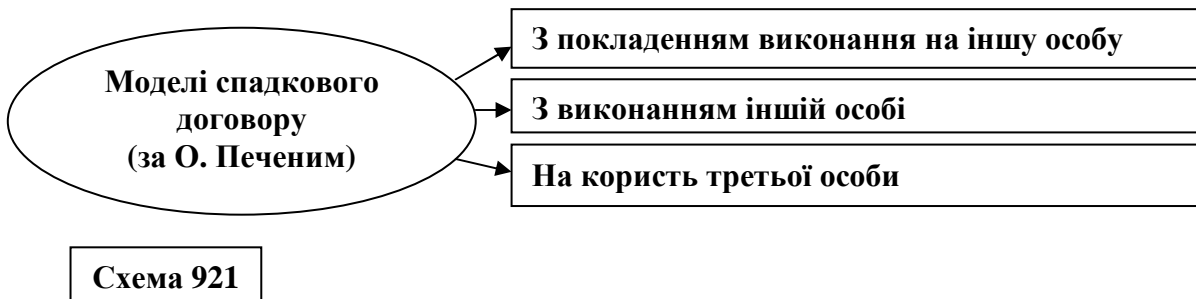 Моделі спадкового
договору
(за О. Печеним)
З покладенням виконання на іншу особу
З виконанням іншій особі
На користь третьої особи
Схема 921